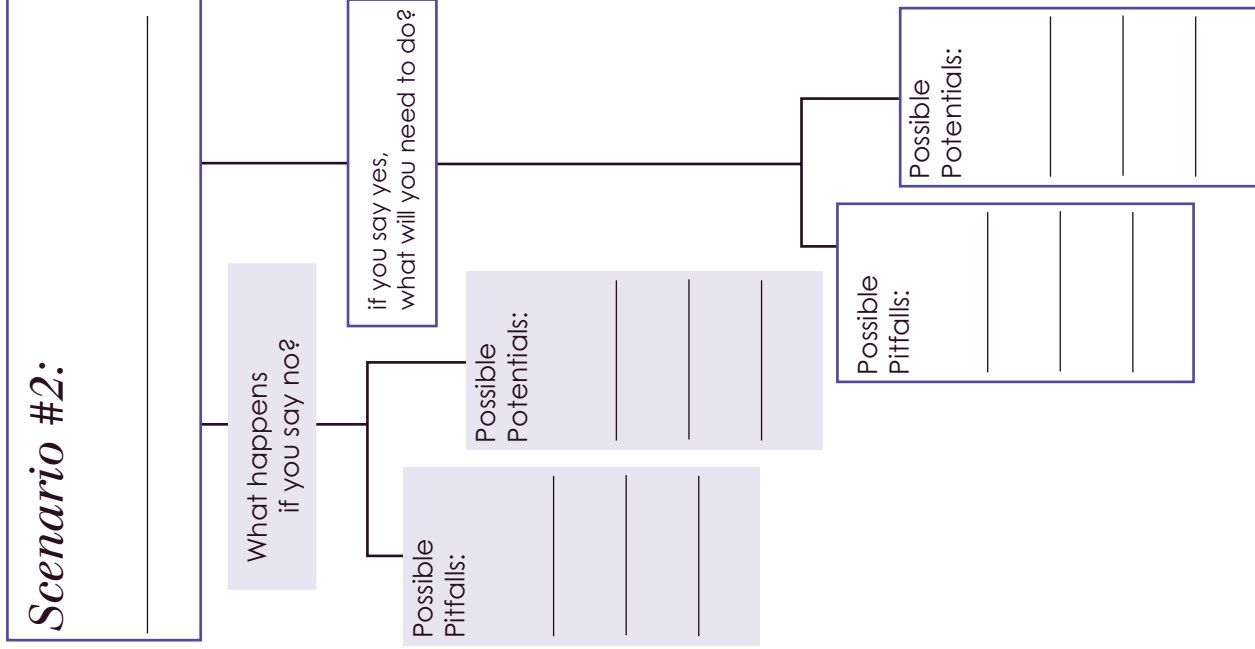 Scenario #2:
What happens
if you say no?
Possible
Pitfalls:
Possible
Potentials:
if you say yes,
what will you need to do?
Possible
Pitfalls:
Possible
Potentials: